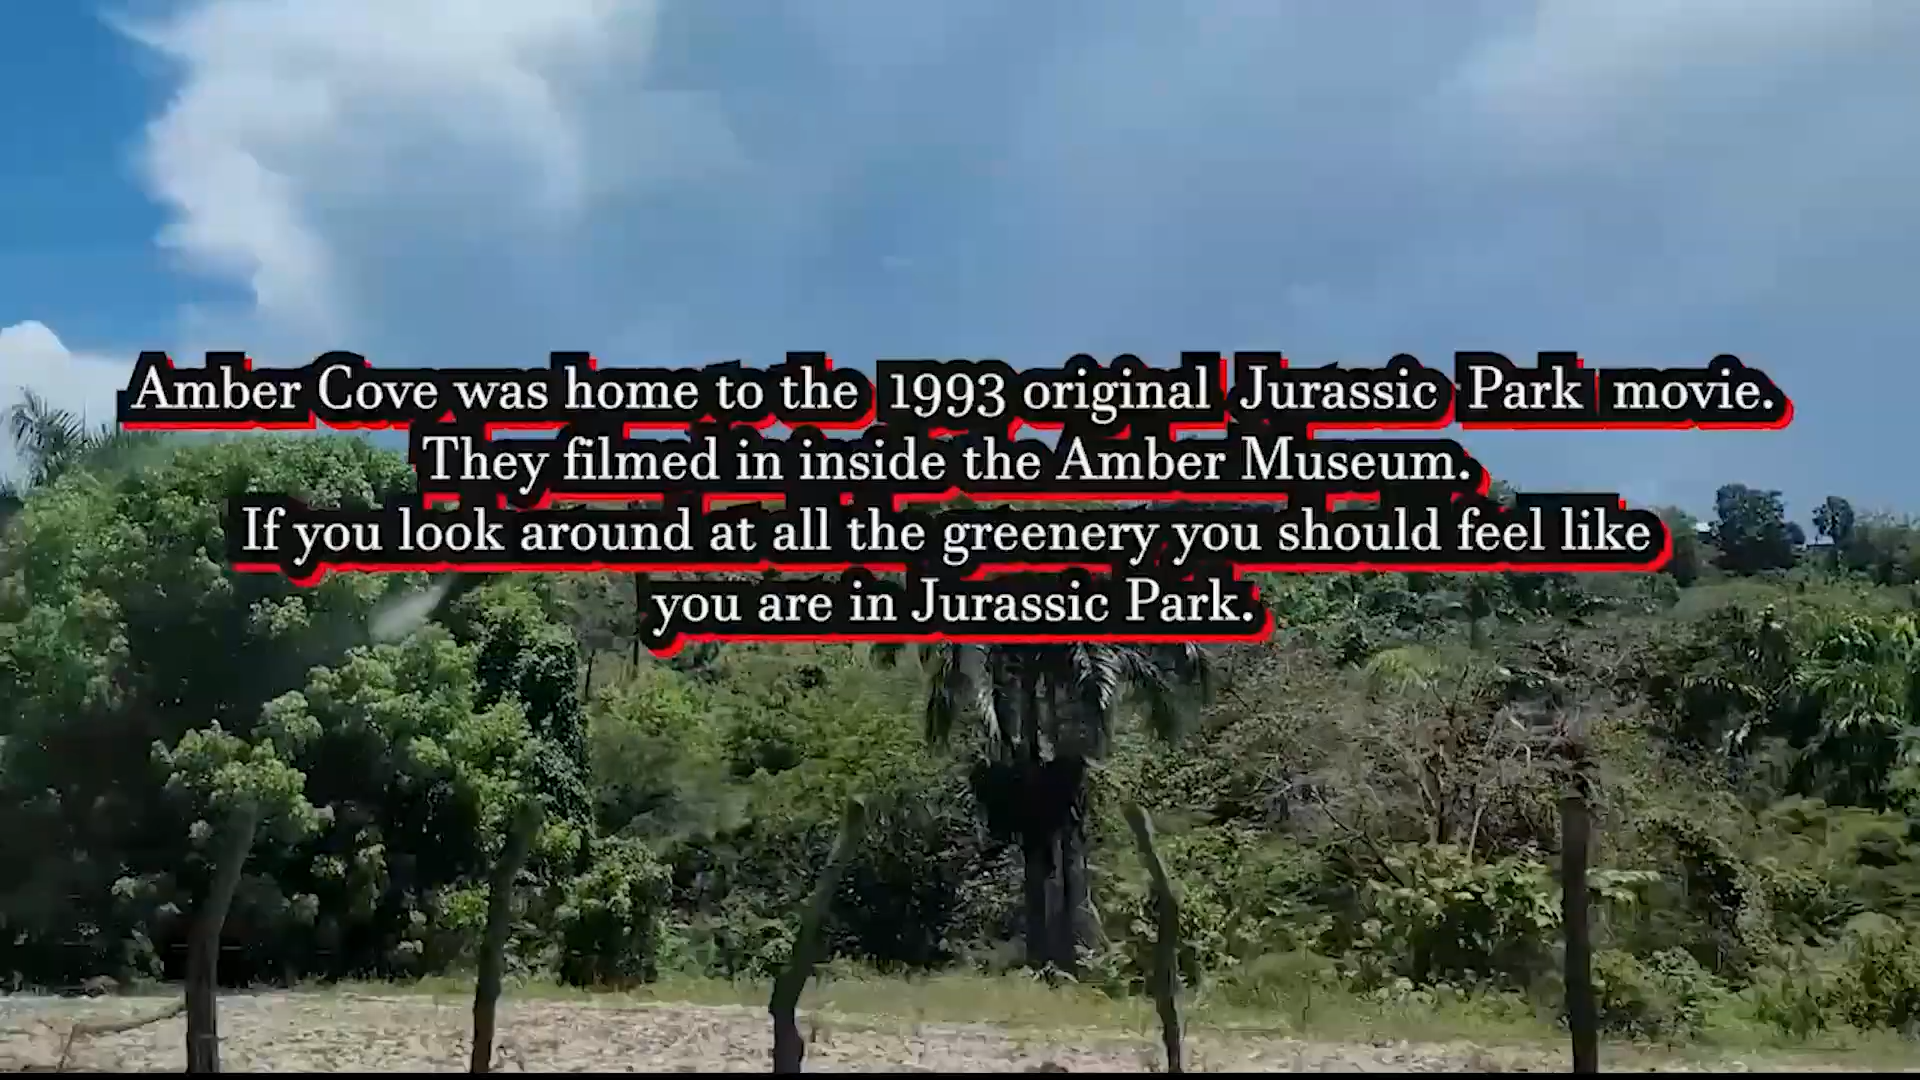 Amber Cove was home to the 1993 original Jurassic Park movie.
They filmed in inside the Amber Museum.
If you look around at all the greenery you should feel like
you are in Jurassic Park.